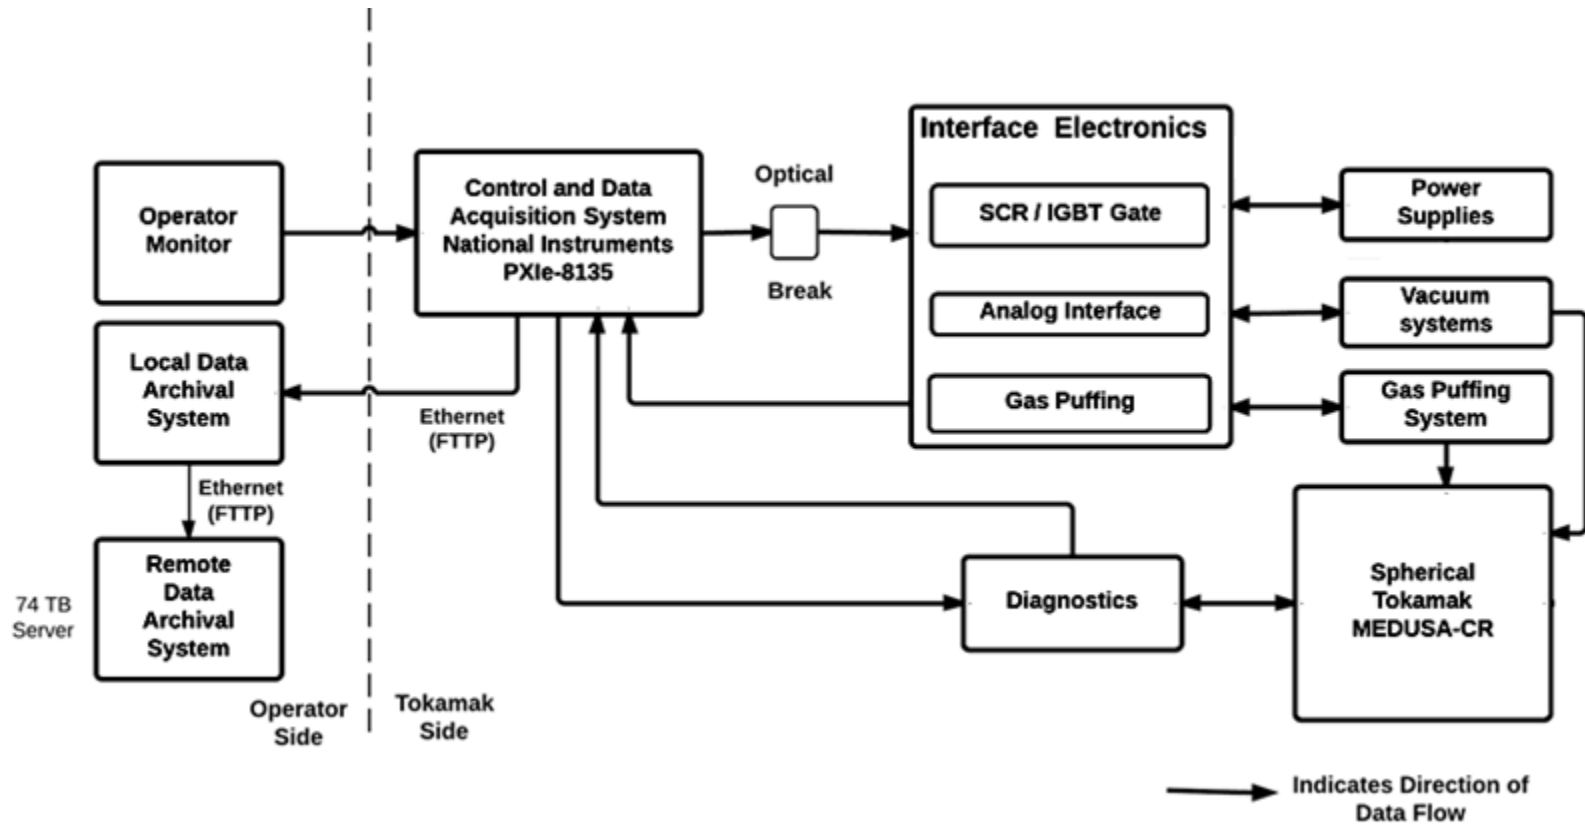 Operator
Monitor
Control and Data
Acquisition System
National Instruments
PXIe-8135
Optical
Break
Interface Electronics
SCR / IGBT Gate
Analog Interface
Gas Puffing
Power
Supplies
Vacuum
systems
Gas Puffing
System
Local Data
Archival
System
Ethernet
(FTTP)
Ethernet
(FTTP)
Remote
Data
Archival
System
74 TB
Server
Diagnostics
Spherical
Tokamak
MEDUSA-CR
Operator
Side
Tokamak
Side
Indicates Direction of
Data Flow